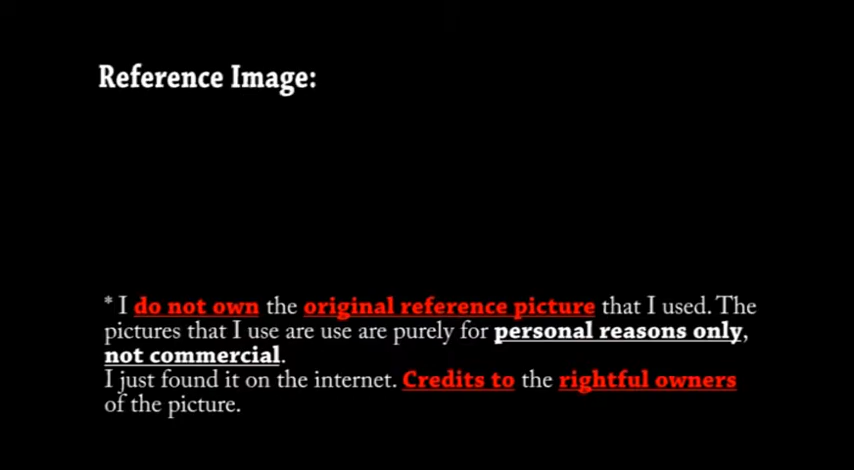 Reference Image:
* I do not own the original reference picture that I used. The
pictures that I use are use are purely for personal reasons only,
not commercial.
I just found it on the internet. Credits to the rightful owners
of the picture.